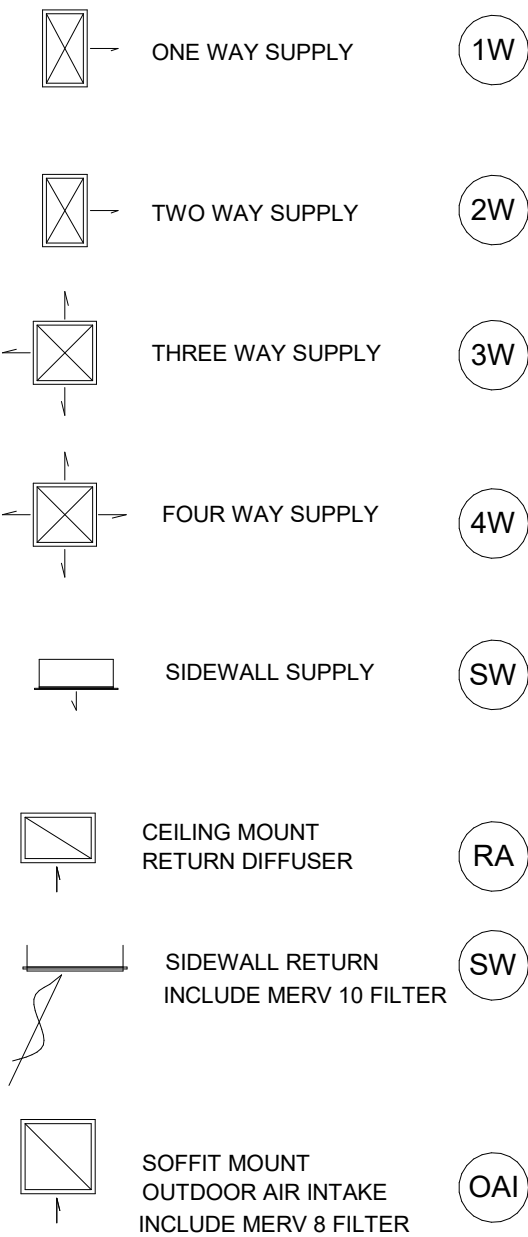 ONE WAY SUPPLY 1W
TWO WAY SUPPLY 2W
THREE WAY SUPPLY 3W
FOUR WAY SUPPLY 4W
SIDEWALL SUPPLY SW
CEILING MOUNT
RETURN DIFFUSER RA
SIDEWALL RETURN SW
INCLUDE MERV 10 FILTER
SOFFIT MOUNT
OUTDOOR AIR INTAKE OAI
INCLUDE MERV 8 FILTER